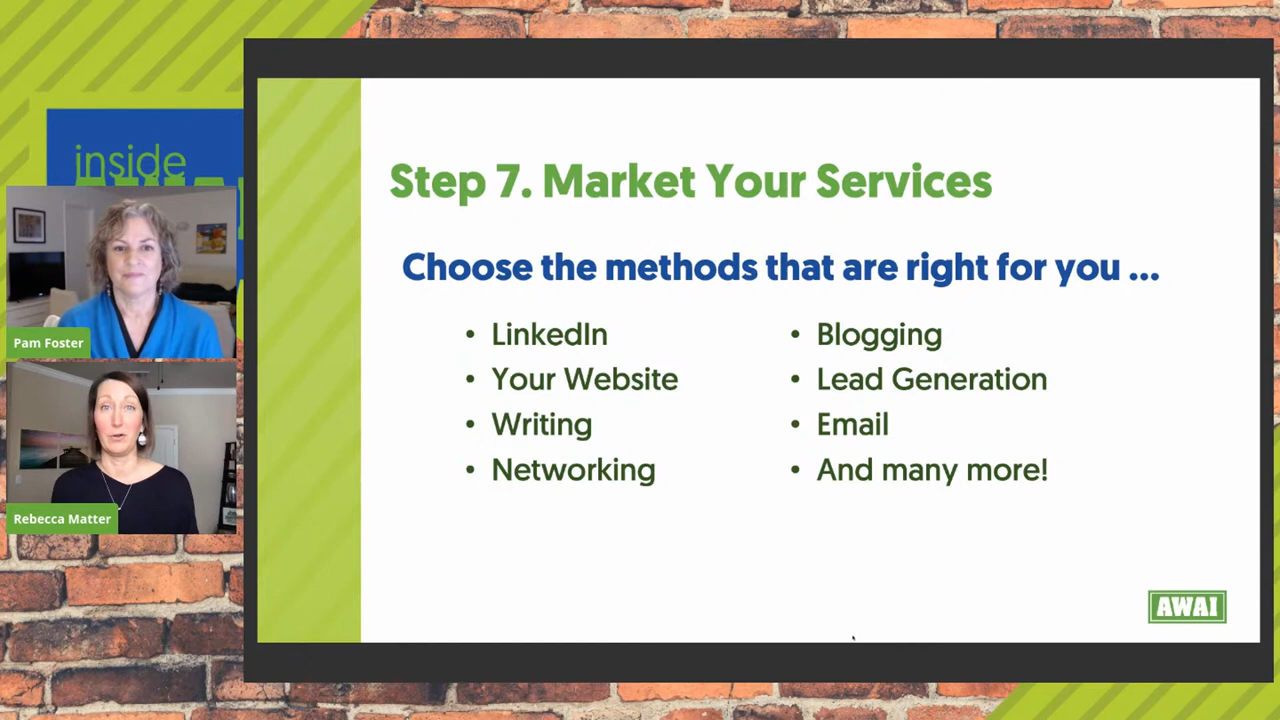 inside
Pam Foster
Rebecca Matter
Step 7. Market Your Services
Choose the methods that are right for you ...
• LinkedIn
• Your Website
• Writing
• Networking
• Blogging
• Lead Generation
• Email
• And many more!
AWAI